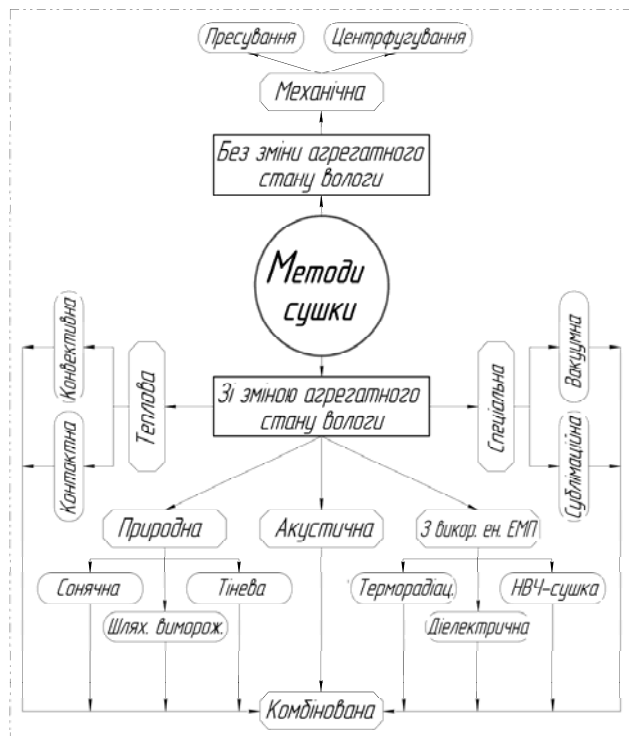 Пресування
Центрфугування
Механічна
Без зміни агрегатного
стану вологи
Методи
сушки
Конвективна
Контактна
Теплова
Зі зміною агрегатного
стану вологи
Спеціальна
Вакуумна
Сублімаційна
Природна
Акустична
З викор. ен. ЕМП
Сонячна
Тінева
Терморадіац.
НВЧ-сушка
Шлях. виморож.
Діелектрична
Комбінована